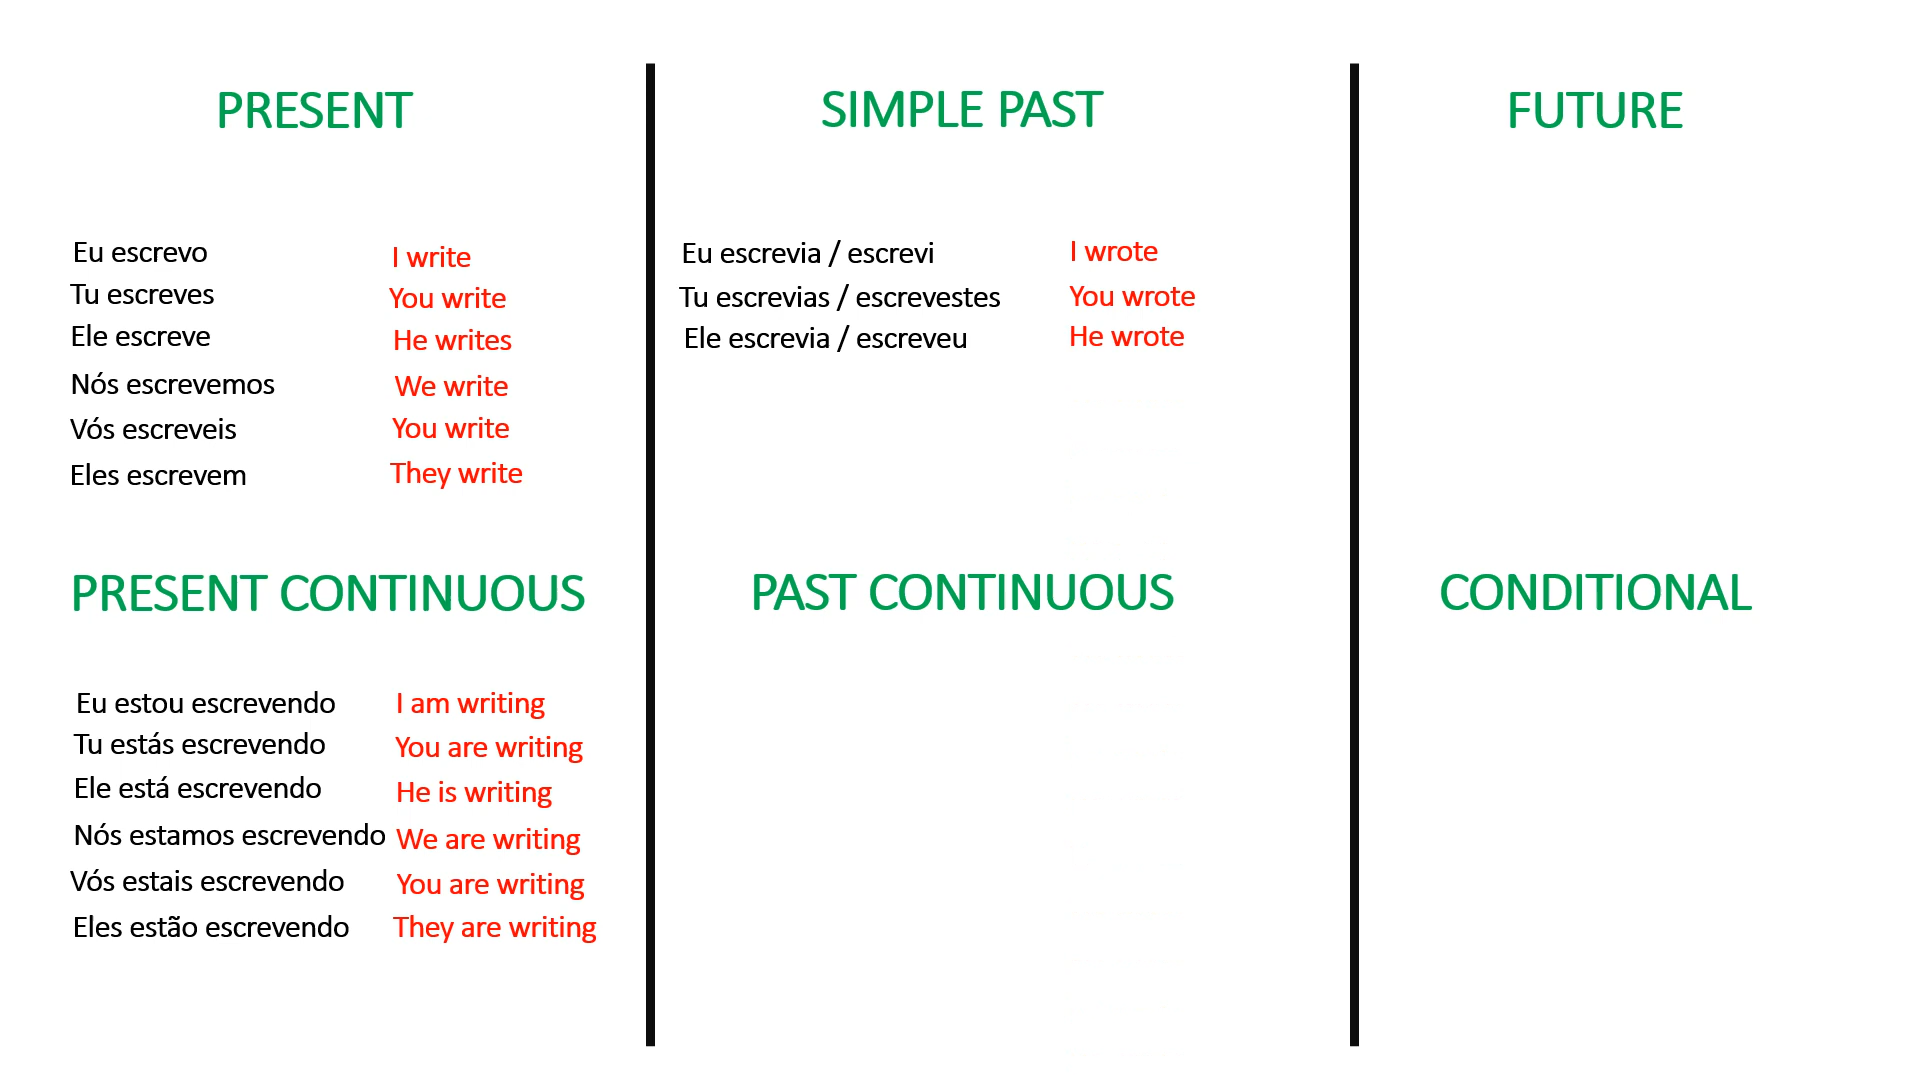 PRESENT
Eu escrevo I write
Tu escreves You write
Ele escreve He writes
Nós escrevemos We write
Vós escreveis You write
Eles escrevem They write
PRESENT CONTINUOUS
Eu estou escrevendo I am writing
Tu estás escrevendo You are writing
Ele está escrevendo He is writing
Nós estamos escrevendo We are writing
Vós estais escrevendo You are writing
Eles estão escrevendo They are writing
SIMPLE PAST
Eu escrevia / escrevi I wrote
Tu escrevias / escrevestes You wrote
Ele escrevia / escreveu He wrote
PAST CONTINUOUS
FUTURE
CONDITIONAL